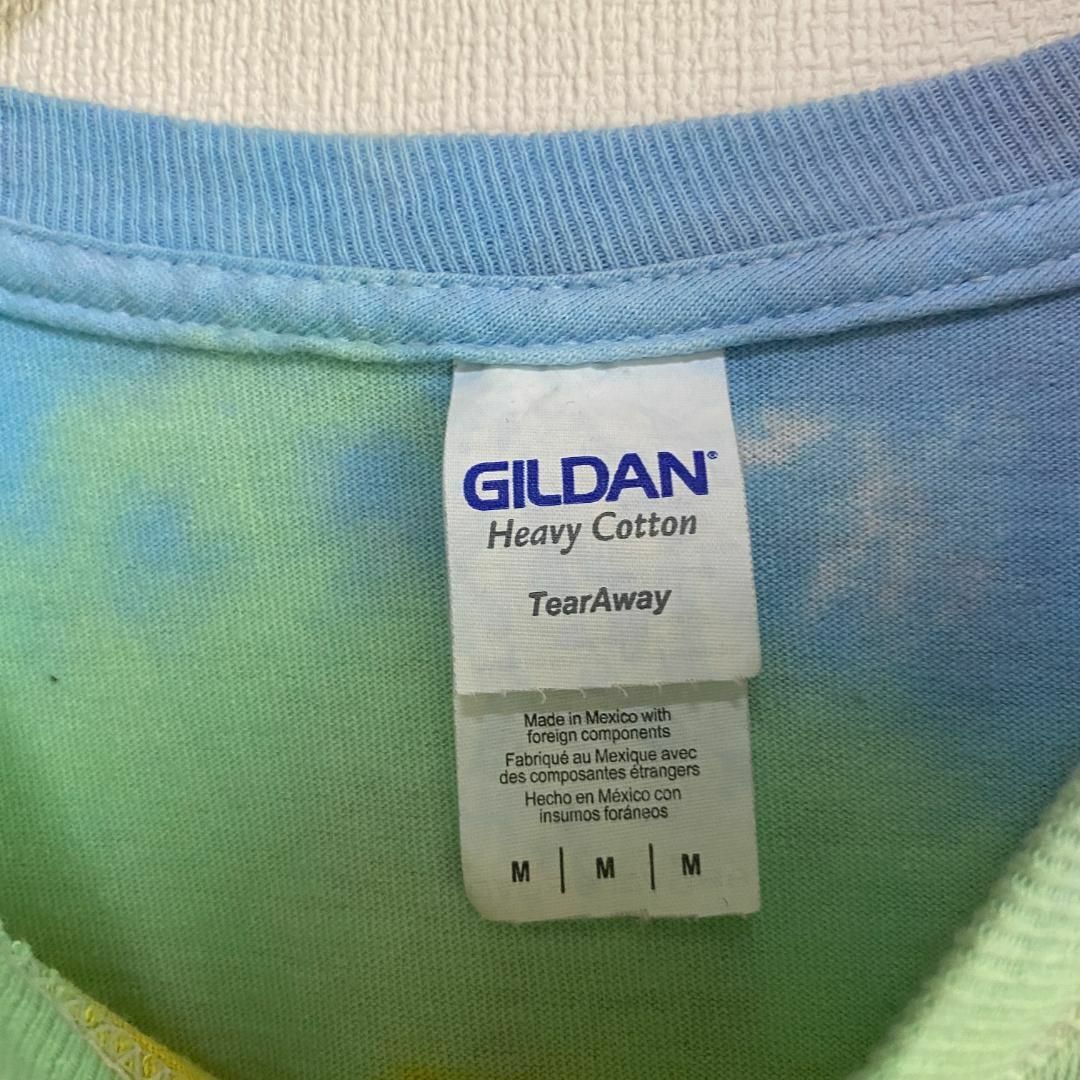 GILDAN®
Heavy Cotton
TearAway
Made in Mexico with
foreign components
Fabriqué au Mexique avec
des composantes étrangers
Hecho en México con
insumos foráneos
M | M | M